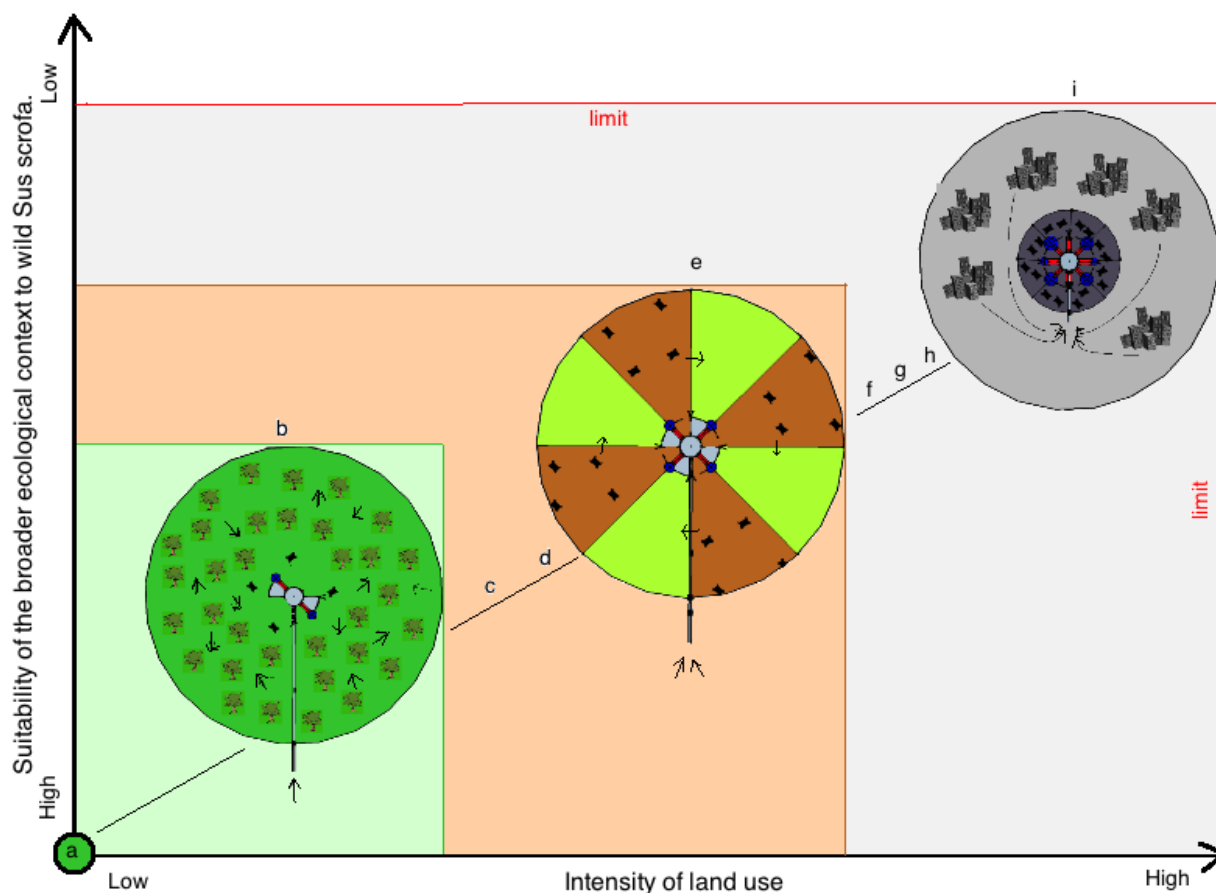 Suitability of the broader ecological context to wild Sus scrofa.
Low
High
limit
i
e
h
g
f
b
d
c
limit
a
Low
Intensity of land use
High